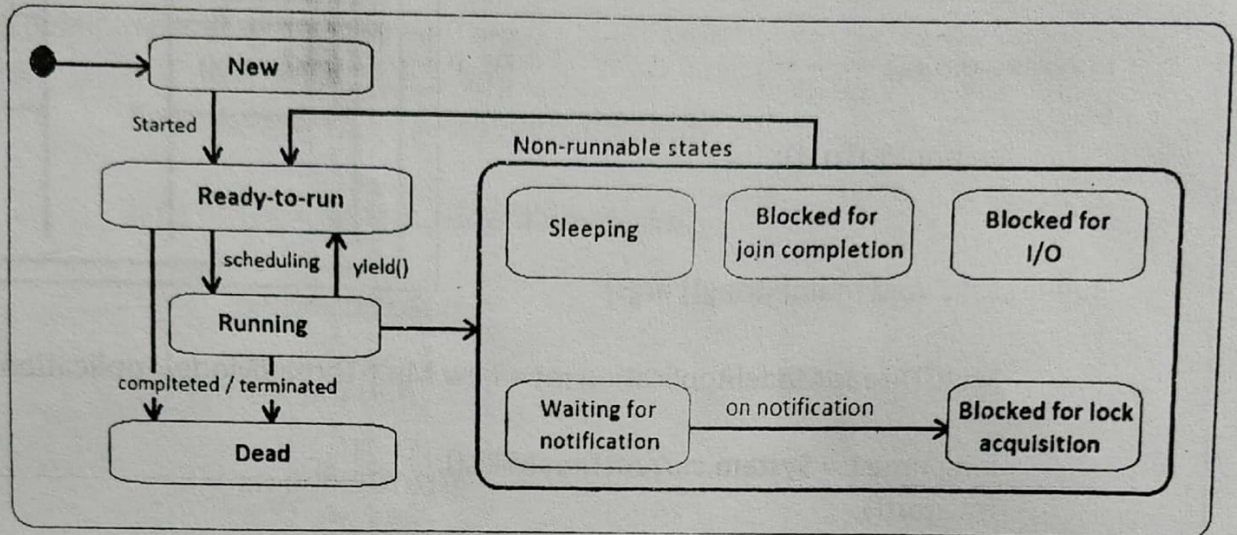 New
Started
Non-runnable states
Ready-to-run
Sleeping
Blocked for
join completion
Blocked for
I/O
scheduling
yield()
Running
complteted / terminated
Waiting for
notification
on notification
Blocked for lock
acquisition
Dead